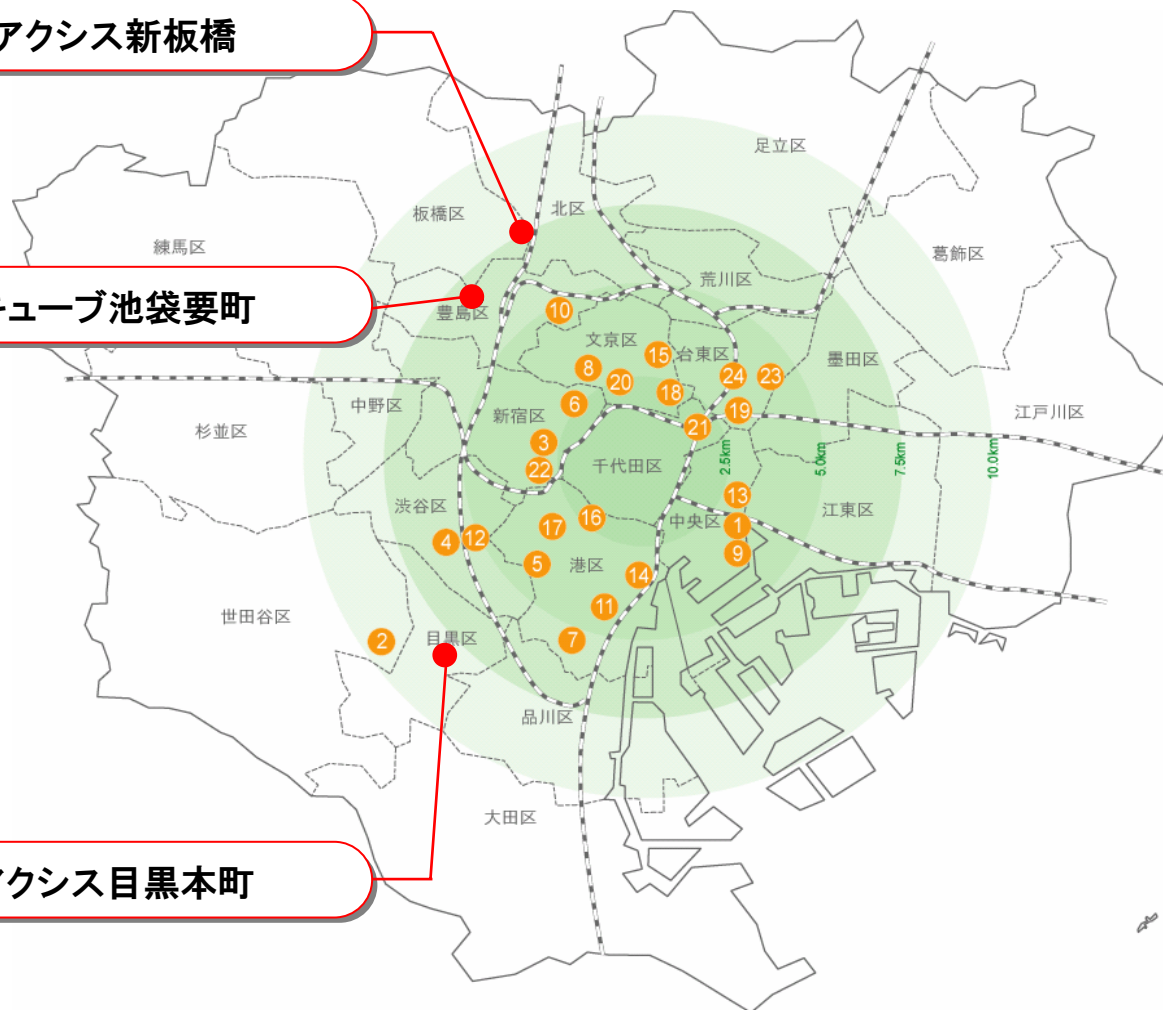 アクシス新板橋
足立区
北区
板橋区
練馬区
葛飾区
荒川区
キューブ池袋要町
豊島区
10
文京区
15
台東区
墨田区
8
20
24
23
18
中野区
6
19
江戸川区
新宿区
杉並区
21
3
22
千代田区
2.5km
5.0km
7.5km
10.0km
13
渋谷区
16
中央区
江東区
17
1
4
12
9
5
港区
14
11
世田谷区
2
目黒区
7
品川区
大田区
アクシス目黒本町